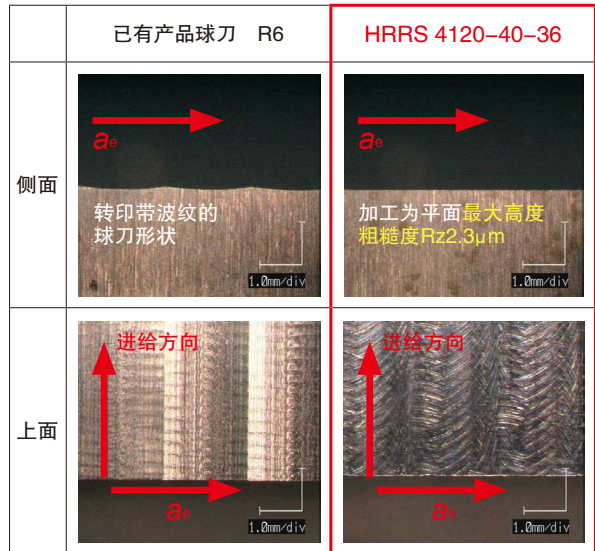 已有产品球刀 R6
HRRS 4120-40-36
侧面
ae
转印带波纹的
球刀形状
1.0mm/div
ae
加工为平面最大高度
粗糙度Rz2.3μm
1.0mm/div
上面
进给方向
ae
1.0mm/div
进给方向
ae
1.0mm/div